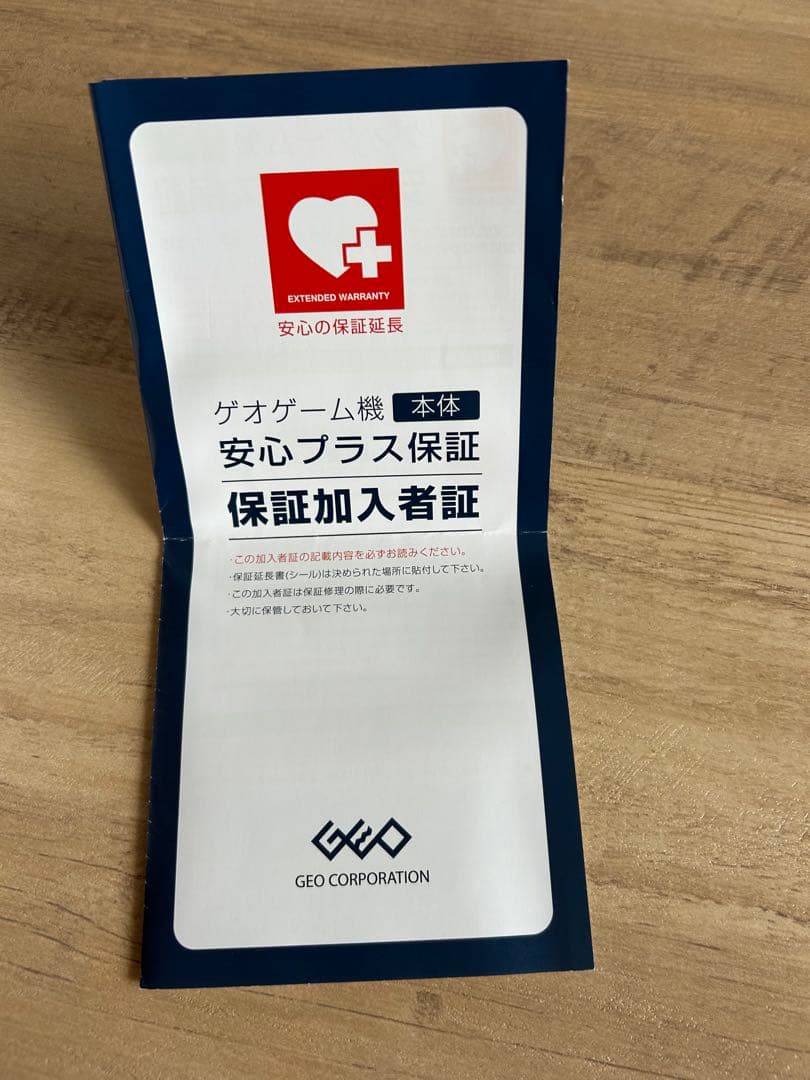 EXTENDED WARRANTY
安心の保証延長
ゲオゲーム機 本体
安心プラス保証
保証加入者証
・この加入者証の記載内容を必ずお読みください。
・保証延長書(シール)は決められた場所に貼付して下さい。
・この加入者証は保証修理の際に必要です。
・大切に保管しておいて下さい。
GEO
GEO CORPORATION